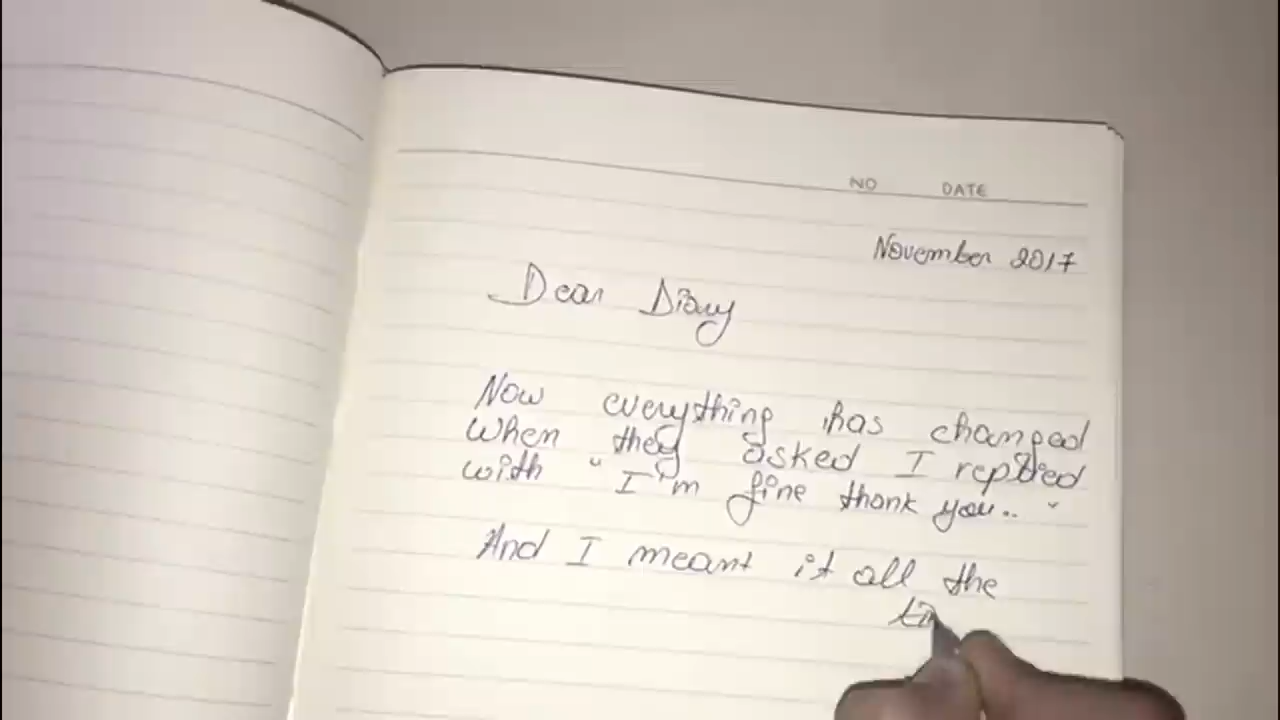 NO DATE
November 2017
Dear Diary
Now everything has changed
When they asked I replied
with "I'm fine thank you.."
And I meant it all the